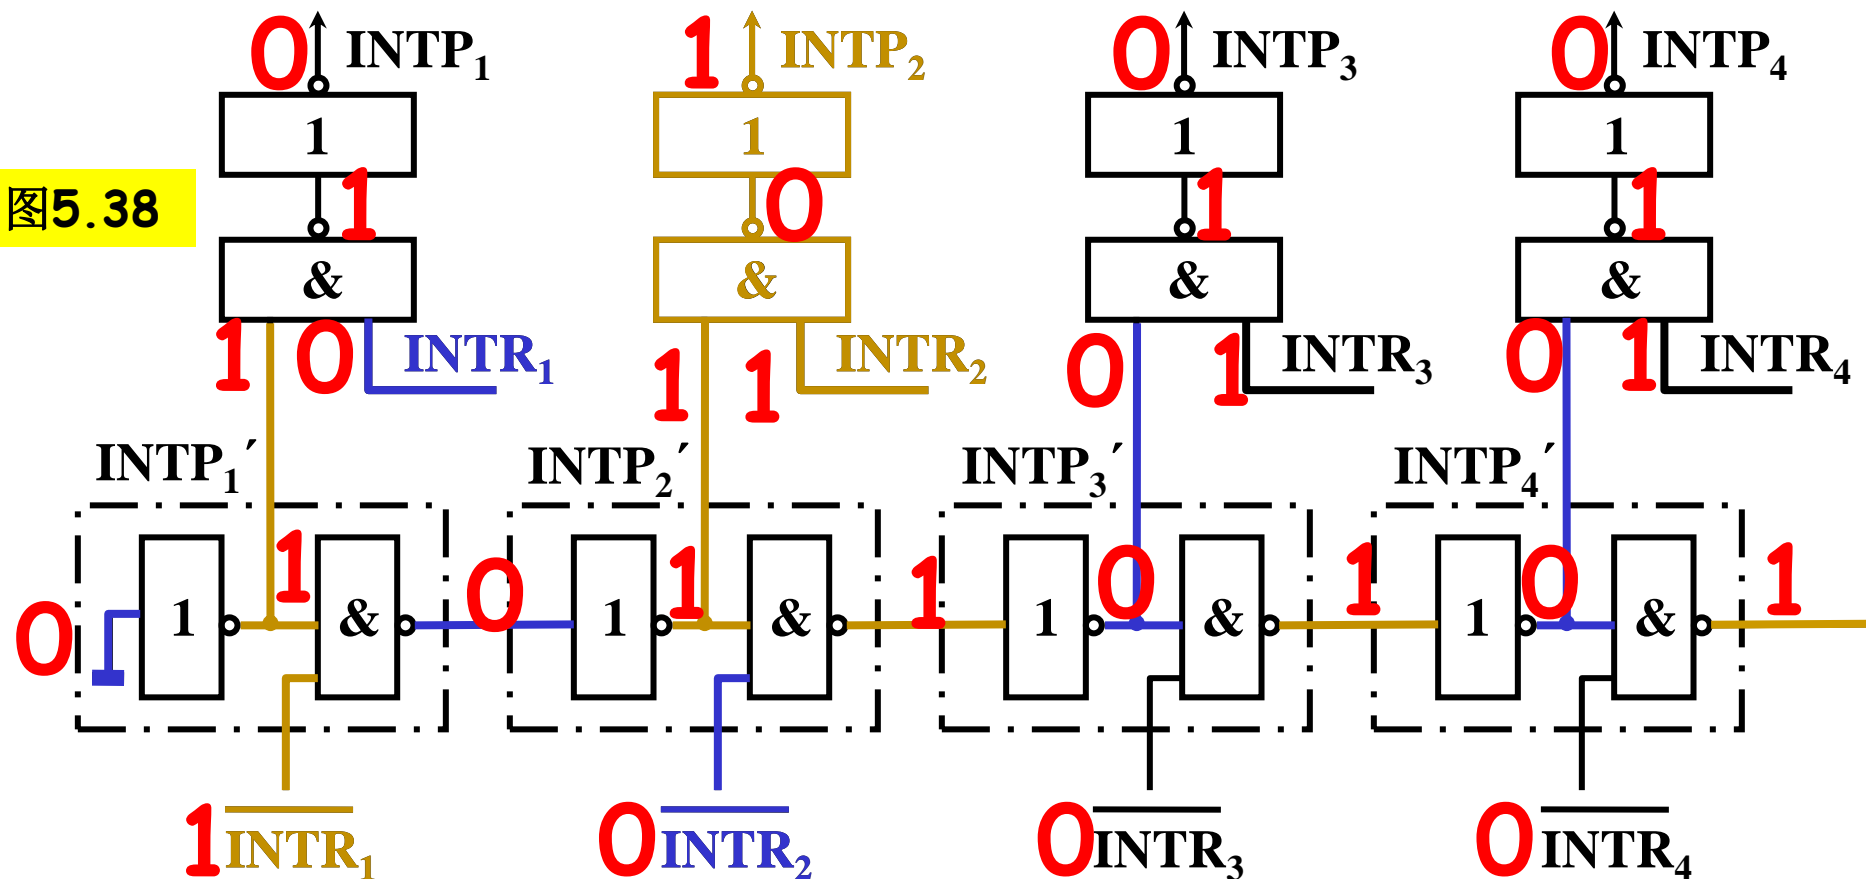 0 INTP₁ 1 INTP₂ 0 INTP₃ 0 INTP₄
1 1 1 1
图5.38 1 0 1 1
& & & &
1 0 INTR₁ 1 1 INTR₂ 0 1 INTR₃ 0 1 INTR₄
INTP₁′ INTP₂′ INTP₃′ INTP₄′
1 0 1 1 0 1 0 1
0 1 & 1 & 1 & 1 &
1 INTR₁ 0 INTR₂ 0 INTR₃ 0 INTR₄